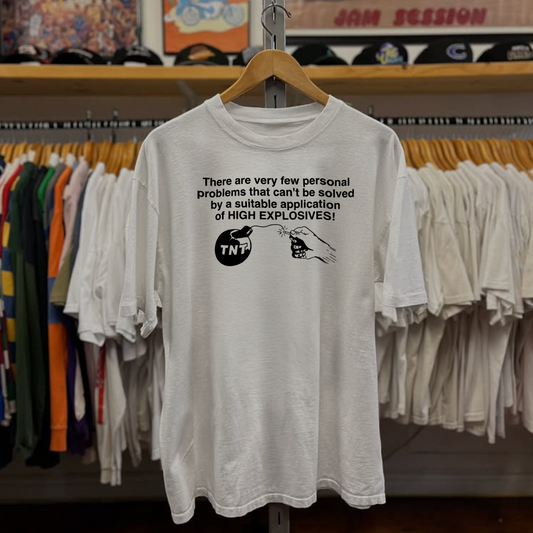 JAM SESSION
There are very few personal
problems that can't be solved
by a suitable application
of HIGH EXPLOSIVES!
TNT